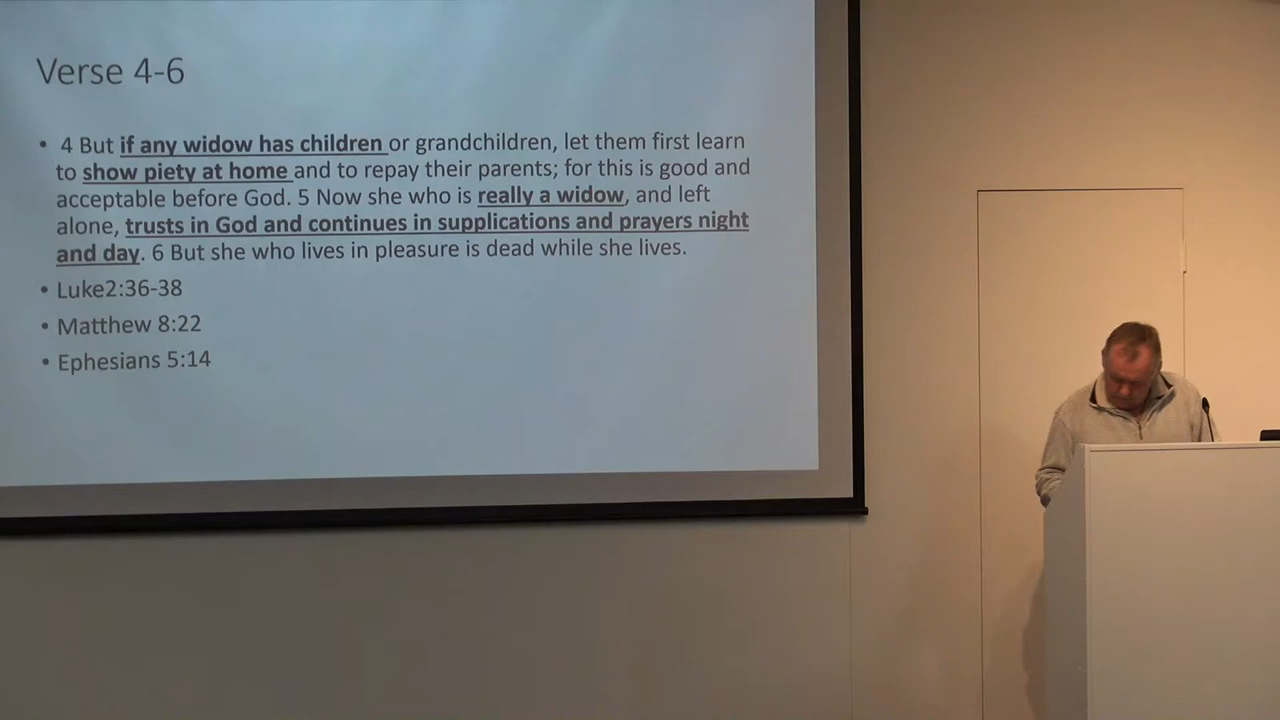 Verse 4-6
• 4 But if any widow has children or grandchildren, let them first learn
to show piety at home and to repay their parents; for this is good and
acceptable before God. 5 Now she who is really a widow, and left
alone, trusts in God and continues in supplications and prayers night
and day. 6 But she who lives in pleasure is dead while she lives.
• Luke2:36-38
• Matthew 8:22
• Ephesians 5:14